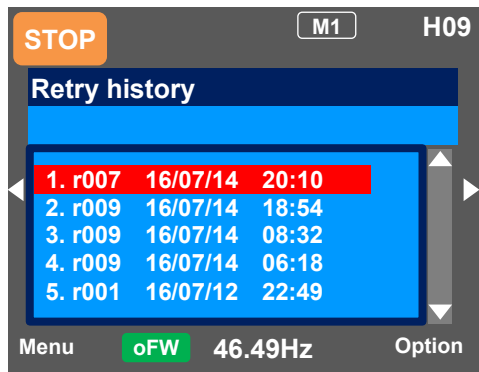 STOP M1 H09
Retry history
1. r007 16/07/14 20:10
2. r009 16/07/14 18:54
3. r009 16/07/14 08:32
4. r009 16/07/14 06:18
5. r001 16/07/12 22:49
Menu oFW 46.49Hz Option